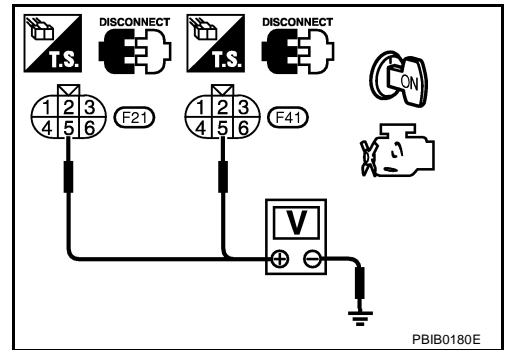 DISCONNECT DISCONNECT
T.S. T.S.
ON
1 2 3 F21 1 2 3 F41
4 5 6 4 5 6
V
+ −
PBIB0180E